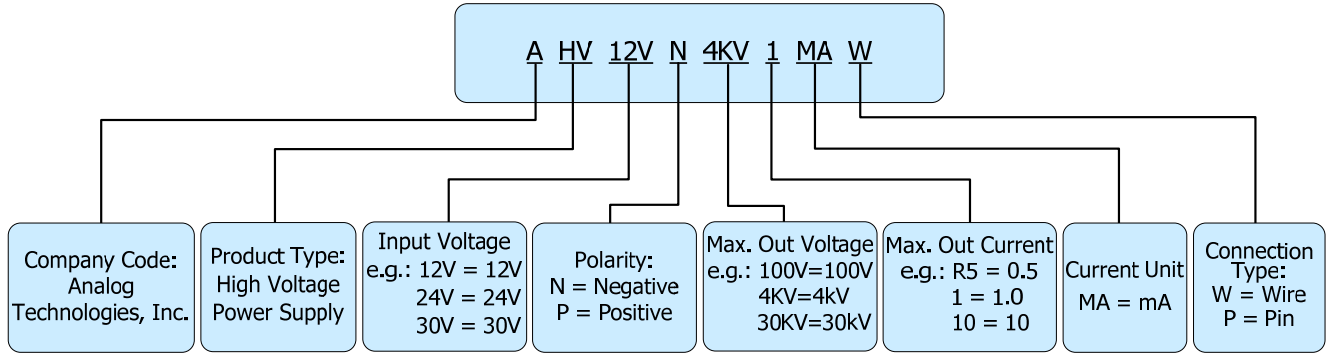 A HV 12V N 4KV 1 MA W
Company Code:
Analog
Technologies, Inc.
Product Type:
High Voltage
Power Supply
Input Voltage
e.g.: 12V = 12V
24V = 24V
30V = 30V
Polarity:
N = Negative
P = Positive
Max. Out Voltage
e.g.: 100V=100V
4KV=4kV
30KV=30kV
Max. Out Current
e.g.: R5 = 0.5
1 = 1.0
10 = 10
Current Unit
MA = mA
Connection
Type:
W = Wire
P = Pin